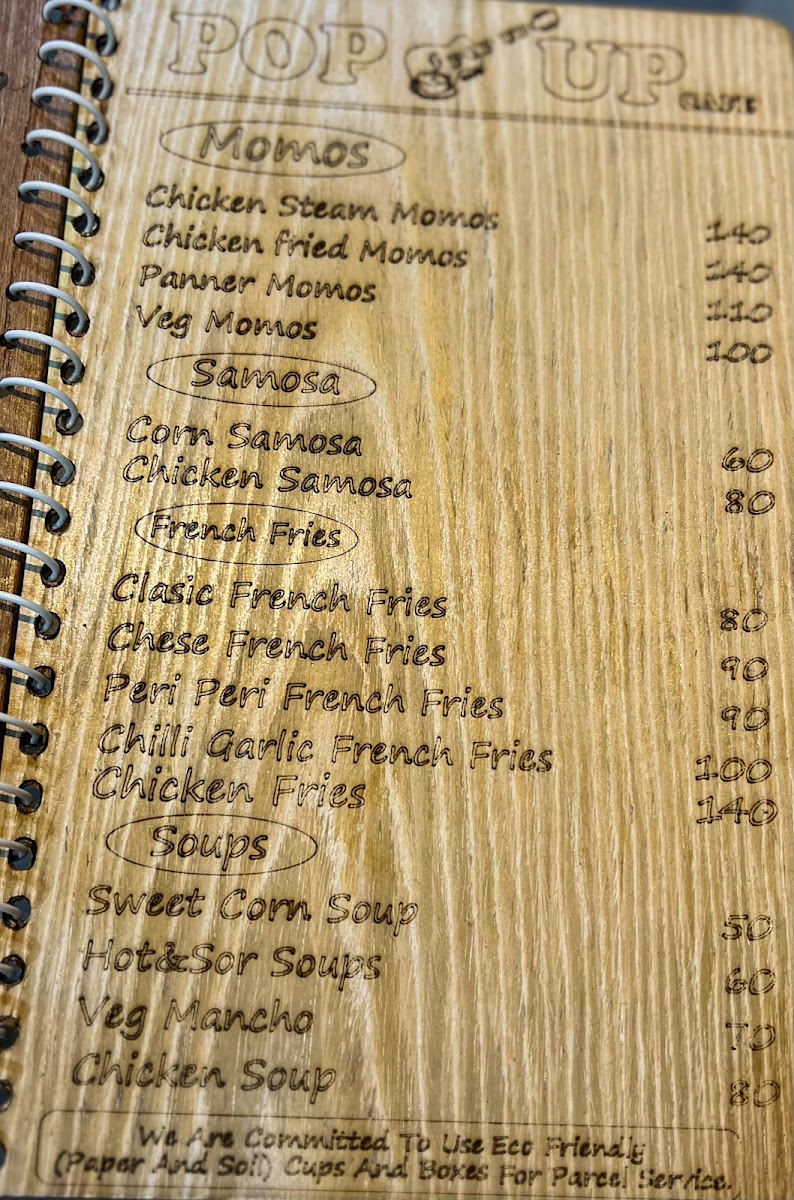 POP UP CAFE
Momos
Chicken Steam Momos 140
Chicken fried Momos 140
Panner Momos 110
Veg Momos 100
Samosa
Corn Samosa 60
Chicken Samosa 80
French Fries
Clasic French Fries 80
Chese French Fries 90
Peri Peri French Fries 90
Chilli Garlic French Fries 100
Chicken Fries 140
Soups
Sweet Corn Soup 50
Hot&Sor Soups 60
Veg Mancho 70
Chicken Soup 80
We Are Committed To Use Eco Friendly
(Paper And Soil) Cups And Boxes For Parcel Service.